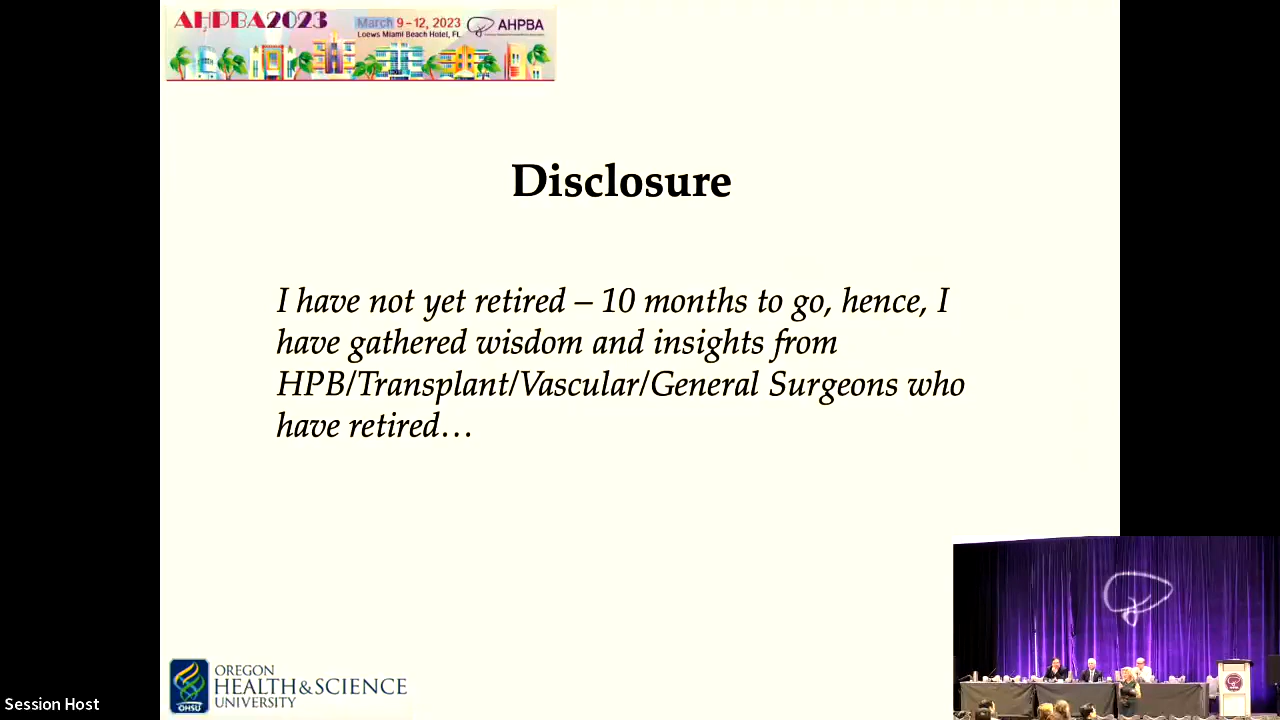 AHPBA2023
March 9-12, 2023
Loews Miami Beach Hotel, FL
AHPBA
Disclosure
I have not yet retired – 10 months to go, hence, I
have gathered wisdom and insights from
HPB/Transplant/Vascular/General Surgeons who
have retired…
OREGON
HEALTH&SCIENCE
UNIVERSITY
OHSU
Session Host